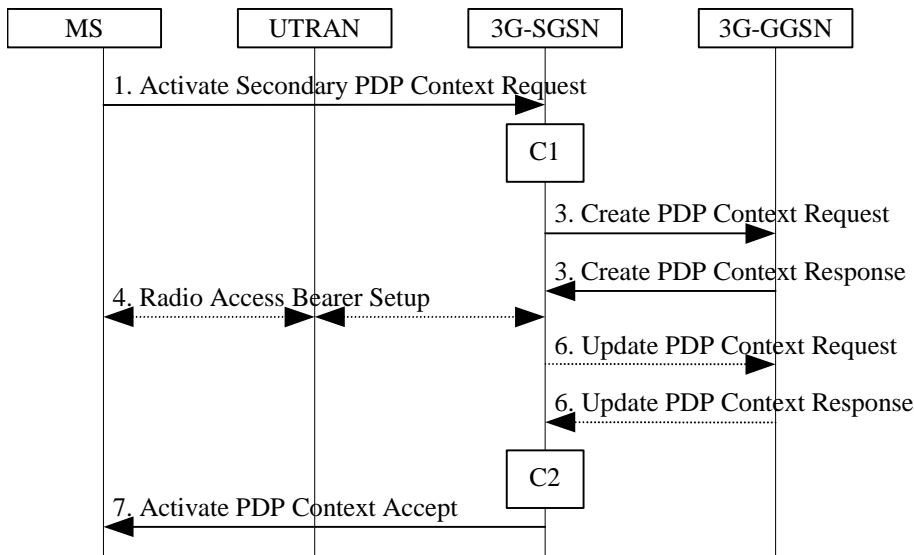 MS
UTRAN
3G-SGSN
3G-GGSN
1. Activate Secondary PDP Context Request
C1
3. Create PDP Context Request
3. Create PDP Context Response
4. Radio Access Bearer Setup
6. Update PDP Context Request
6. Update PDP Context Response
C2
7. Activate PDP Context Accept